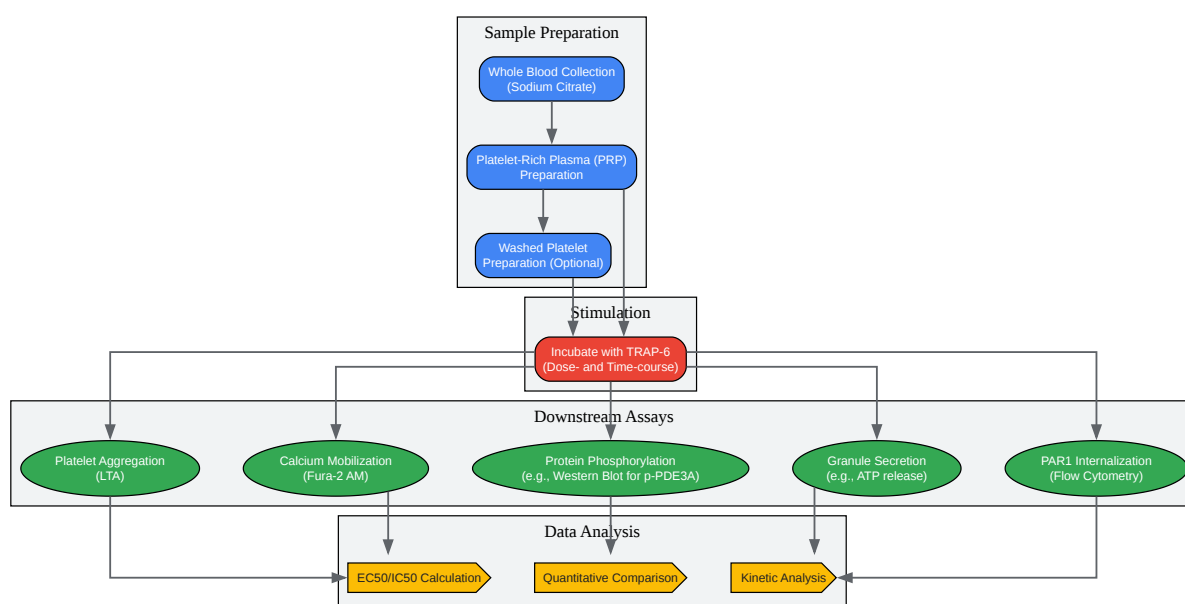 Sample Preparation
Whole Blood Collection
(Sodium Citrate)
Platelet-Rich Plasma (PRP)
Preparation
Washed Platelet
Preparation (Optional)
Stimulation
Incubate with TRAP-6
(Dose- and Time-course)
Downstream Assays
Platelet Aggregation
(LTA)
Calcium Mobilization
(Fura-2 AM)
Protein Phosphorylation
(e.g., Western Blot for p-PDE3A)
Granule Secretion
(e.g., ATP release)
PAR1 Internalization
(Flow Cytometry)
Data Analysis
EC50/IC50 Calculation
Quantitative Comparison
Kinetic Analysis